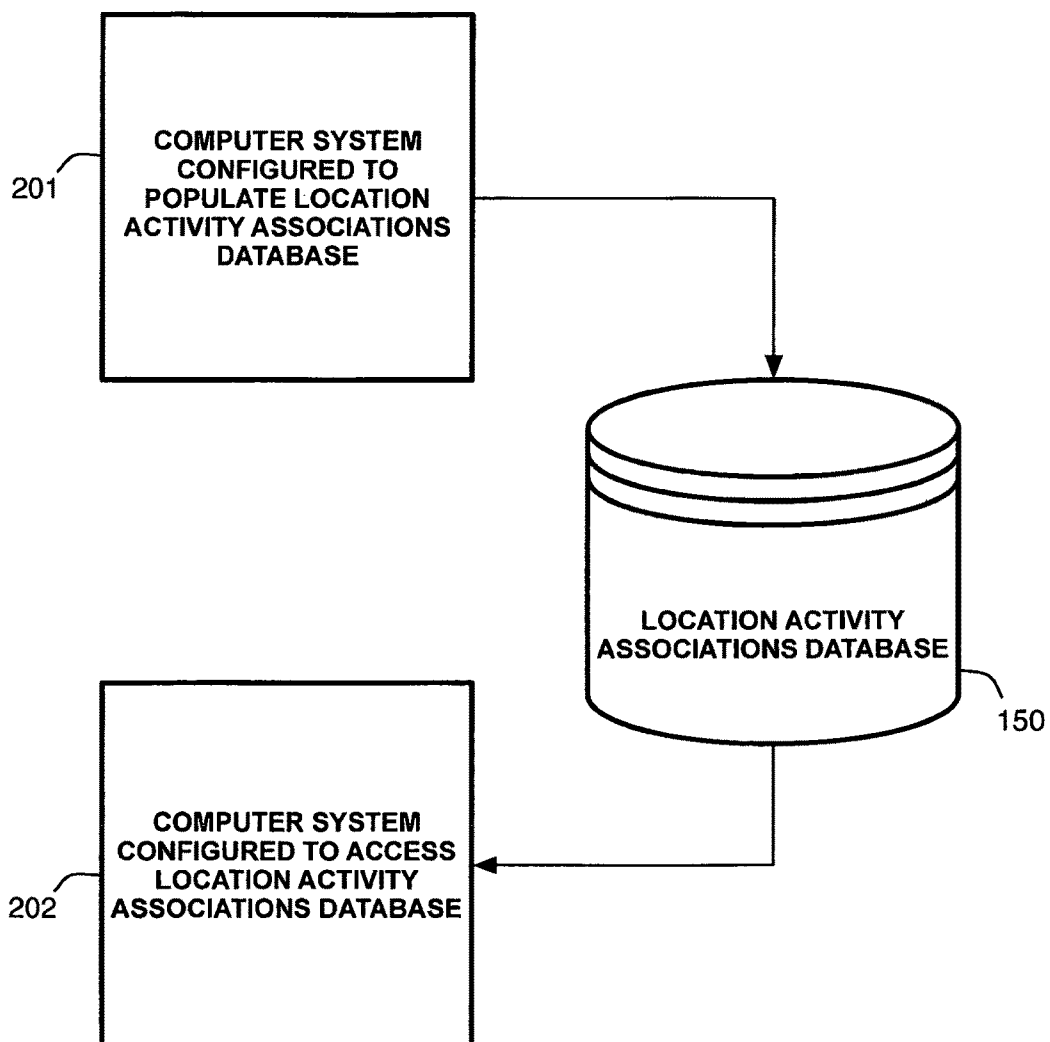 COMPUTER SYSTEM
CONFIGURED TO
POPULATE LOCATION
ACTIVITY ASSOCIATIONS
DATABASE
201
LOCATION ACTIVITY
ASSOCIATIONS DATABASE
150
COMPUTER SYSTEM
CONFIGURED TO ACCESS
LOCATION ACTIVITY
ASSOCIATIONS DATABASE
202